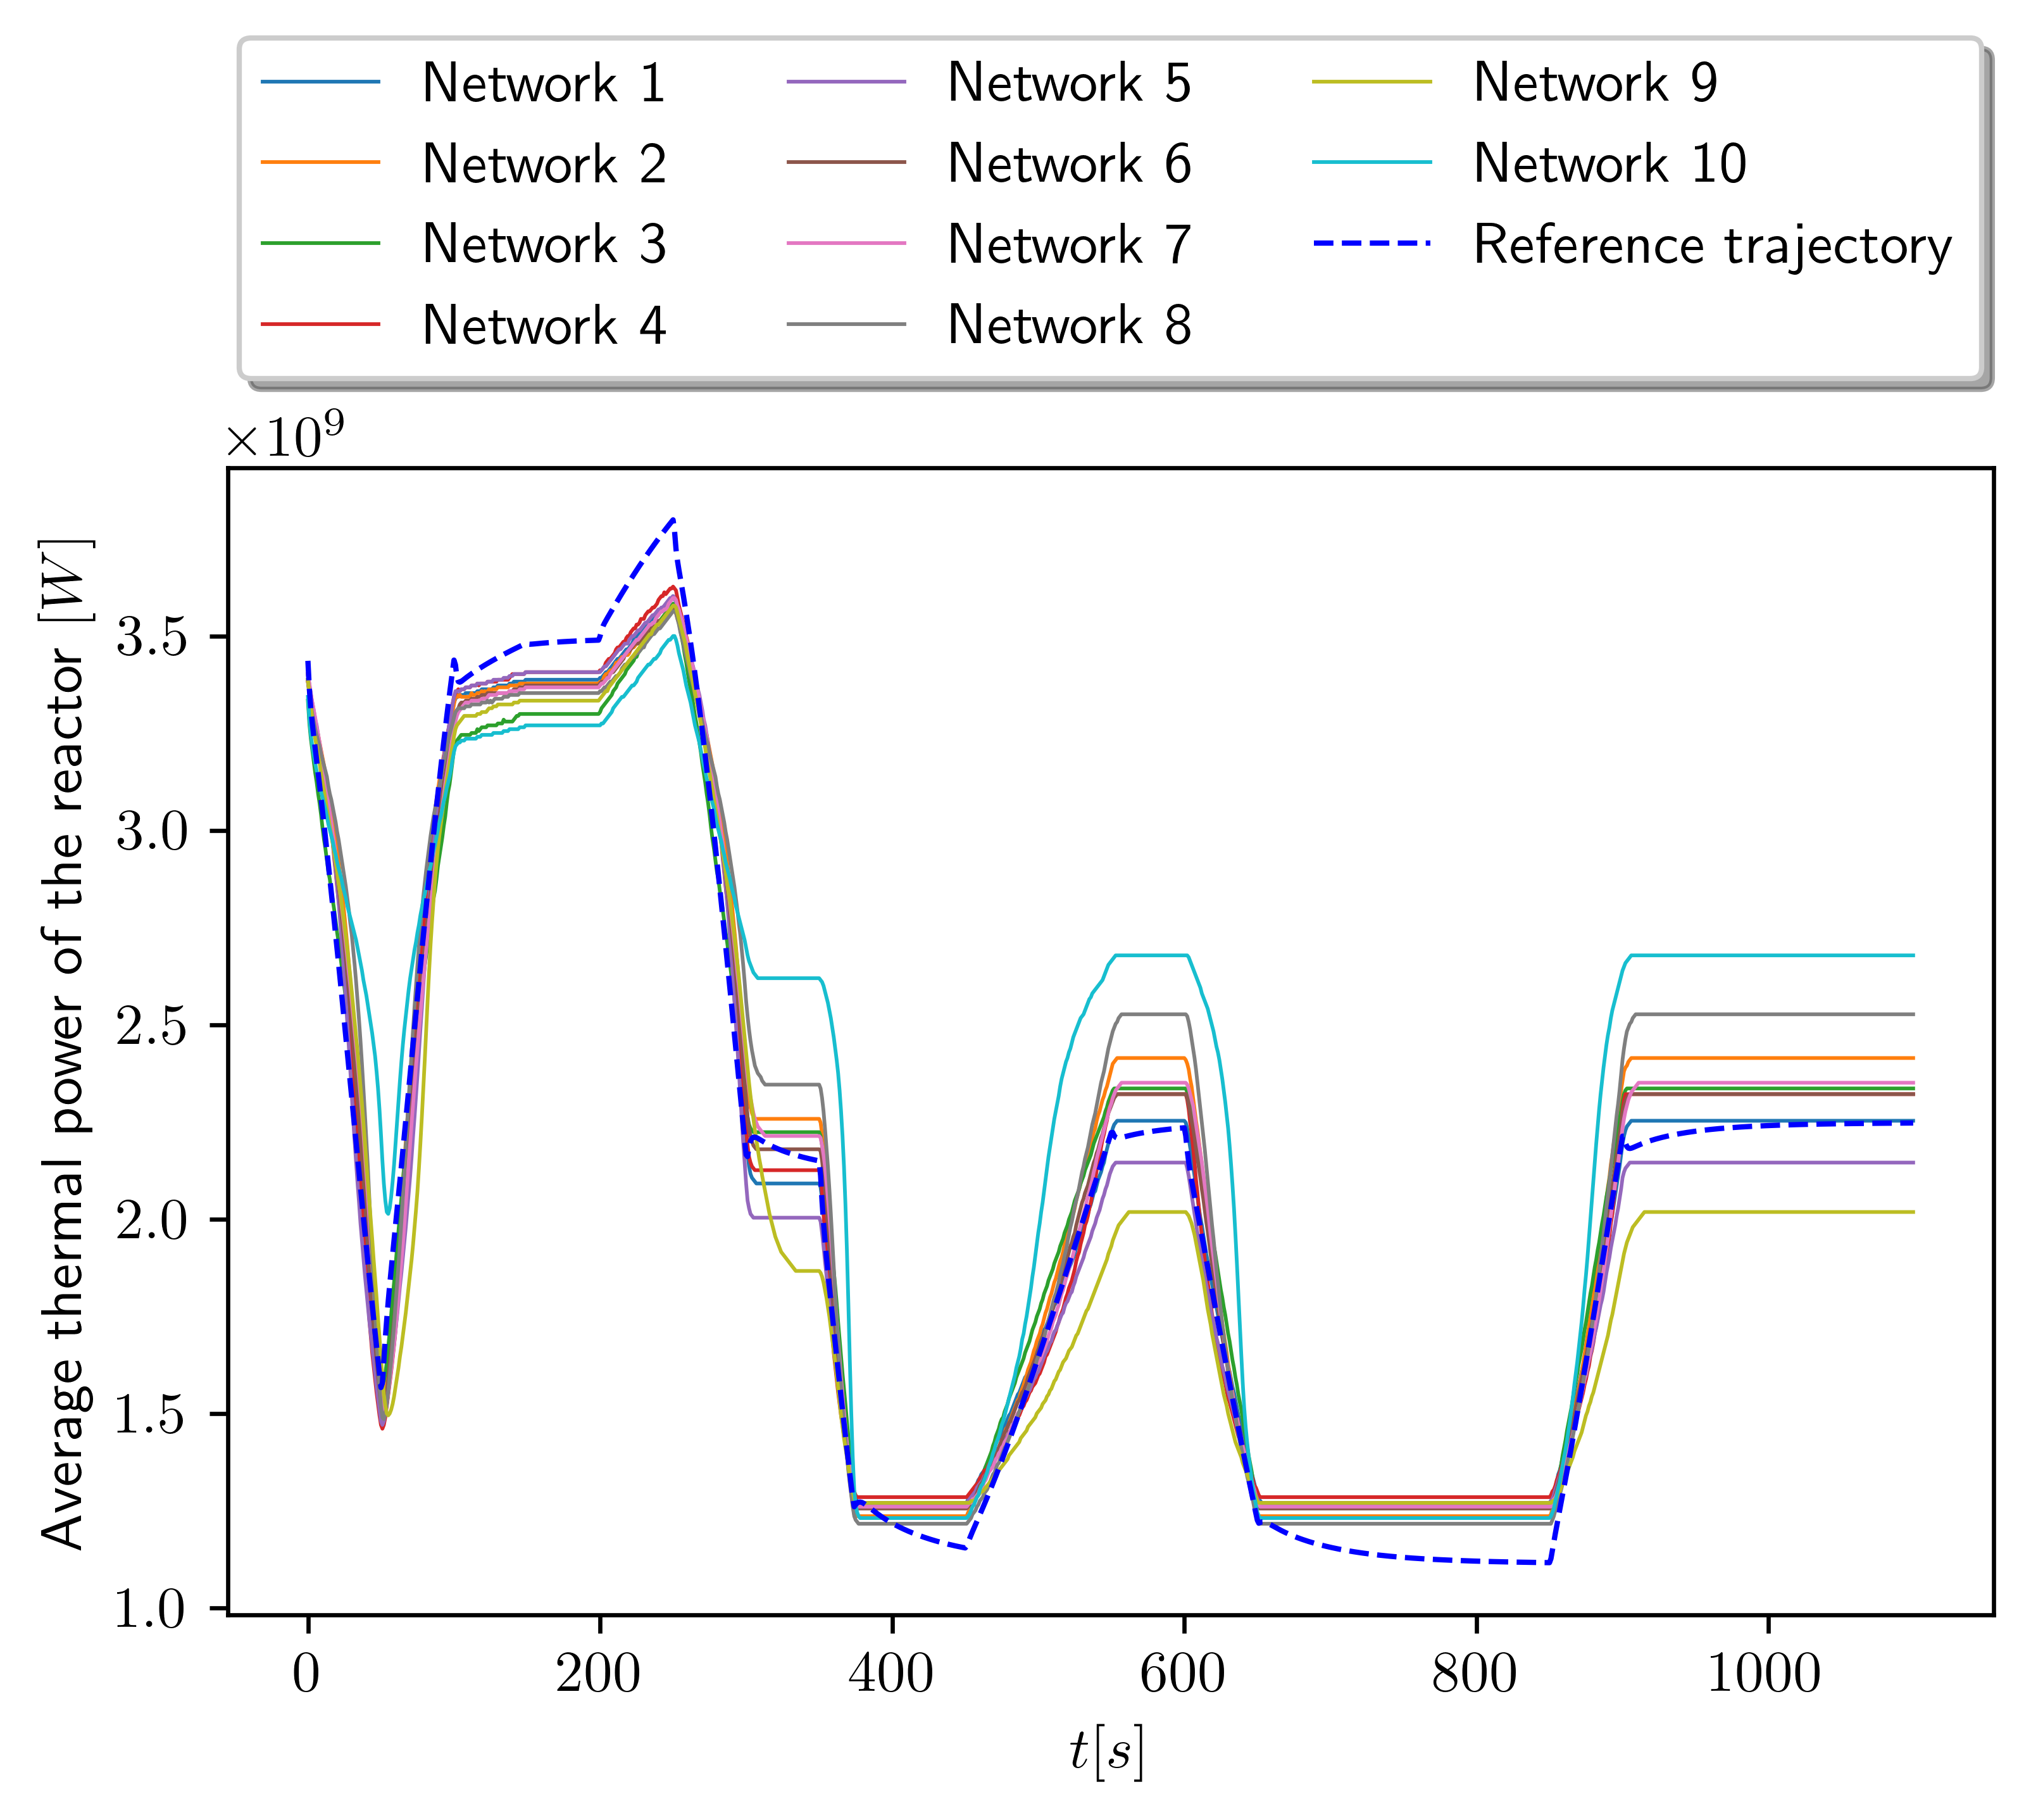 Network 1
Network 2
Network 3
Network 4
Network 5
Network 6
Network 7
Network 8
Network 9
Network 10
Reference trajectory
×10⁹
Average thermal power of the reactor [W]
3.5
3.0
2.5
2.0
1.5
1.0
0 200 400 600 800 1000
t[s]